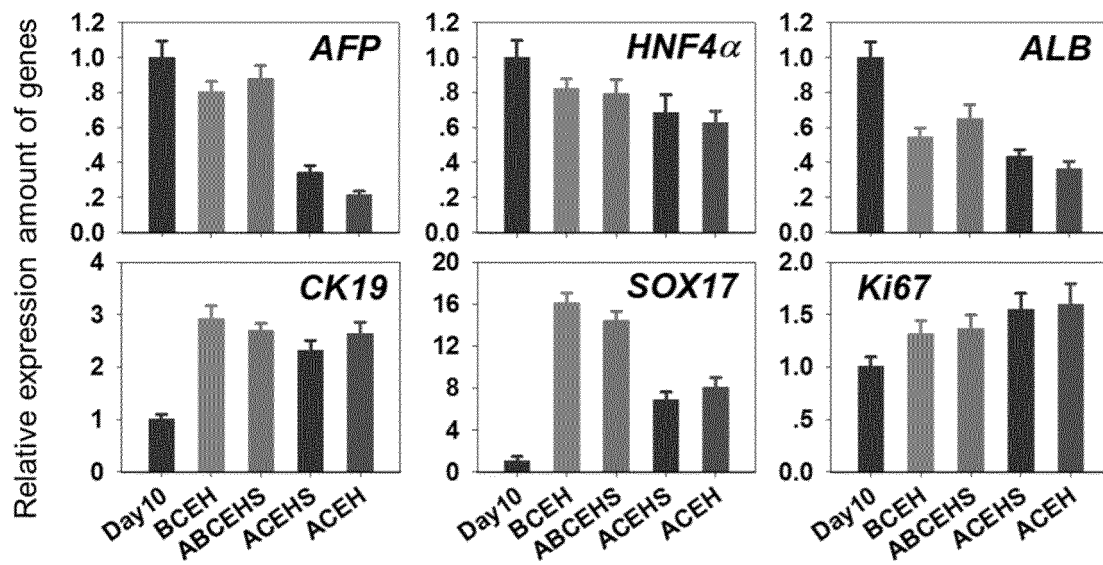 Relative expression amount of genes
1.2
1.0
.8
.6
.4
.2
0.0
AFP
1.2
1.0
.8
.6
.4
.2
0.0
HNF4α
1.2
1.0
.8
.6
.4
.2
0.0
ALB
4
3
2
1
0
CK19
20
16
12
8
4
0
SOX17
2.0
1.5
1.0
.5
0.0
Ki67
Day10
BCEH
ABCEHS
ACEHS
ACEH
Day10
BCEH
ABCEHS
ACEHS
ACEH
Day10
BCEH
ABCEHS
ACEHS
ACEH